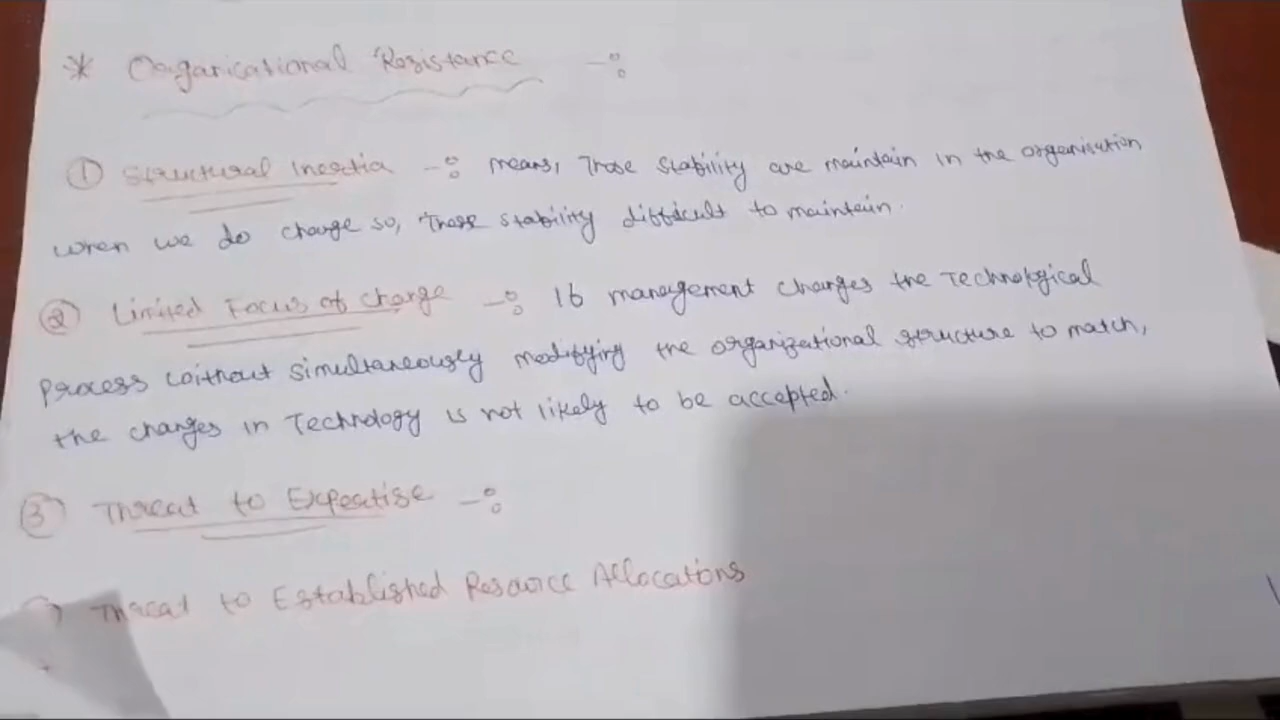 * Organisational Resistance -:
① Structural Inertia -: means, Those stability are maintain in the organisation
when we do change so, those stability difficult to maintain.
② Limited Focus of change -: If management changes the Technological
process without simultaneously modifying the organizational structure to match,
the changes in Technology is not likely to be accepted.
③ Threat to Expertise -:
Threat to Established Resource Allocations